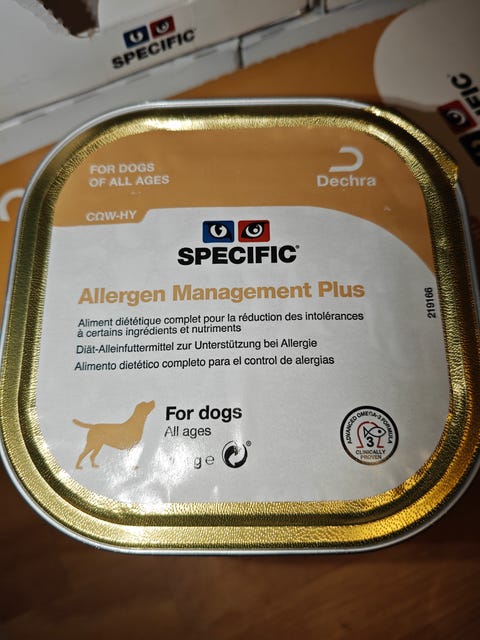 SPECIFIC
FOR DOGS
OF ALL AGES
Dechra
CΩW-HY
SPECIFIC®
Allergen Management Plus
Aliment diététique complet pour la réduction des intolérances
à certains ingrédients et nutriments
Diät-Alleinfuttermittel zur Unterstützung bei Allergie
Alimento dietético completo para el control de alergias
219166
For dogs
All ages
g e
ADVANCED OMEGA-3 FORMULA
3
CLINICALLY
PROVEN